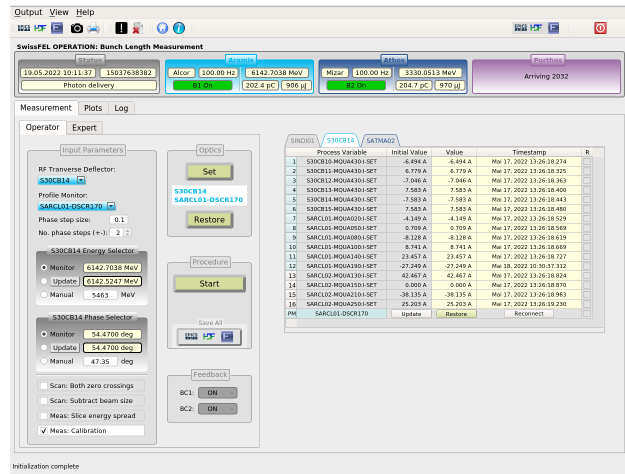 Output View Help
EPICS H5F
EPICS H5F
SwissFEL OPERATION: Bunch Length Measurement
Status
Aramis
Athos
Porthos
19.05.2022 10:11:37 15037638382
Alcor 100.00 Hz 6142.7038 MeV
Mizar 100.00 Hz 3330.0513 MeV
Arriving 2032
Photon delivery
B1 On 202.4 pC 906 µJ
B2 On 204.7 pC 970 µJ
Measurement Plots Log
Operator Expert
Input Parameters
RF Tranverse Deflector:
S30CB14
Profile Monitor:
SARCL01-DSCR170
Phase step size: 0.1
No. phase steps (+-): 2
S30CB14 Energy Selector
Monitor 6142.7038 MeV
Update 6142.5247 MeV
Manual 5463 MeV
S30CB14 Phase Selector
Monitor 54.4700 deg
Update 54.4700 deg
Manual 47.35 deg
Scan: Both zero crossings
Scan: Subtract beam size
Meas: Slice energy spread
Meas: Calibration
Optics
Set
S30CB14
SARCL01-DSCR170
Restore
Procedure
Start
Save All
EPICS H5F
Feedback
BC1: ON
BC2: ON
SINDI01 S30CB14 SATMA02
Process Variable Initial Value Value Timestamp R
1 S30CB10-MQUA430:I-SET -6.494 A -6.494 A Mai 17, 2022 13:26:18.274
2 S30CB11-MQUA430:I-SET 6.779 A 6.779 A Mai 17, 2022 13:26:18.325
3 S30CB12-MQUA430:I-SET -7.046 A -7.046 A Mai 17, 2022 13:26:18.363
4 S30CB13-MQUA430:I-SET 7.583 A 7.583 A Mai 17, 2022 13:26:18.400
5 S30CB14-MQUA430:I-SET -7.583 A -7.583 A Mai 17, 2022 13:26:18.443
6 S30CB15-MQUA430:I-SET 7.583 A 7.583 A Mai 17, 2022 13:26:18.480
7 SARCL01-MQUA020:I-SET -4.149 A -4.149 A Mai 17, 2022 13:26:18.529
8 SARCL01-MQUA050:I-SET 0.709 A 0.709 A Mai 17, 2022 13:26:18.569
9 SARCL01-MQUA080:I-SET -8.128 A -8.128 A Mai 17, 2022 13:26:18.619
10 SARCL01-MQUA100:I-SET 8.741 A 8.741 A Mai 17, 2022 13:26:18.669
11 SARCL01-MQUA140:I-SET 23.457 A 23.457 A Mai 17, 2022 13:26:18.727
12 SARCL01-MQUA190:I-SET -27.249 A -27.249 A Mai 18, 2022 10:30:37.312
13 SARCL02-MQUA130:I-SET 42.467 A 42.467 A Mai 17, 2022 13:26:18.824
14 SARCL02-MQUA150:I-SET 0.000 A 0.000 A Mai 17, 2022 13:26:18.870
15 SARCL02-MQUA210:I-SET -38.135 A -38.135 A Mai 17, 2022 13:26:18.963
16 SARCL02-MQUA250:I-SET 25.203 A 25.203 A Mai 17, 2022 13:26:19.230
PM SARCL01-DSCR170 Update Restore Reconnect
Initialization complete